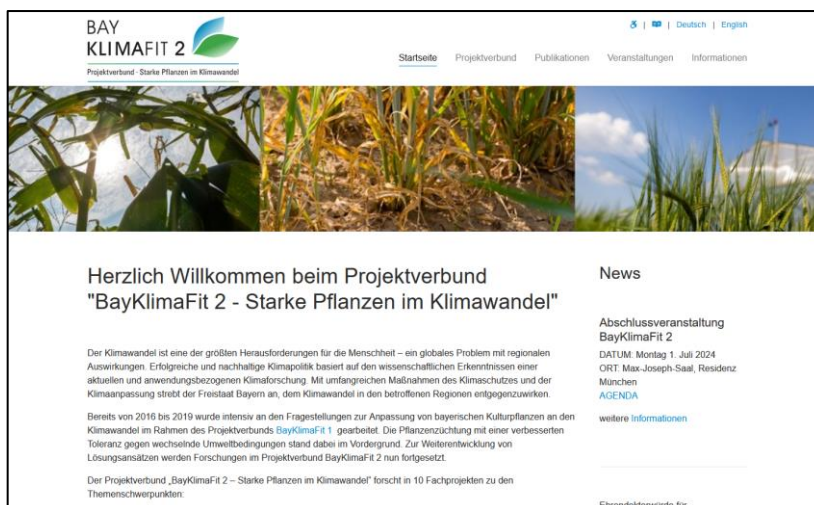 BAY
KLIMAFIT 2
Projektverbund - Starke Pflanzen im Klimawandel
| | Deutsch | English
Startseite Projektverbund Publikationen Veranstaltungen Informationen
Herzlich Willkommen beim Projektverbund
"BayKlimaFit 2 - Starke Pflanzen im Klimawandel"
Der Klimawandel ist eine der größten Herausforderungen für die Menschheit – ein globales Problem mit regionalen
Auswirkungen. Erfolgreiche und nachhaltige Klimapolitik basiert auf den wissenschaftlichen Erkenntnissen einer
aktuellen und anwendungsbezogenen Klimaforschung. Mit umfangreichen Maßnahmen des Klimaschutzes und der
Klimaanpassung strebt der Freistaat Bayern an, dem Klimawandel in den betroffenen Regionen entgegenzuwirken.
Bereits von 2016 bis 2019 wurde intensiv an den Fragestellungen zur Anpassung von bayerischen Kulturpflanzen an den
Klimawandel im Rahmen des Projektverbunds BayKlimaFit 1 gearbeitet. Die Pflanzenzüchtung mit einer verbesserten
Toleranz gegen wechselnde Umweltbedingungen stand dabei im Vordergrund. Zur Weiterentwicklung von
Lösungsansätzen werden Forschungen im Projektverbund BayKlimaFit 2 nun fortgesetzt.
Der Projektverbund „BayKlimaFit 2 – Starke Pflanzen im Klimawandel" forscht in 10 Fachprojekten zu den
Themenschwerpunkten:
News
Abschlussveranstaltung
BayKlimaFit 2
DATUM: Montag 1. Juli 2024
ORT: Max-Joseph-Saal, Residenz
München
AGENDA
weitere Informationen
Ehrendoktorwürde für